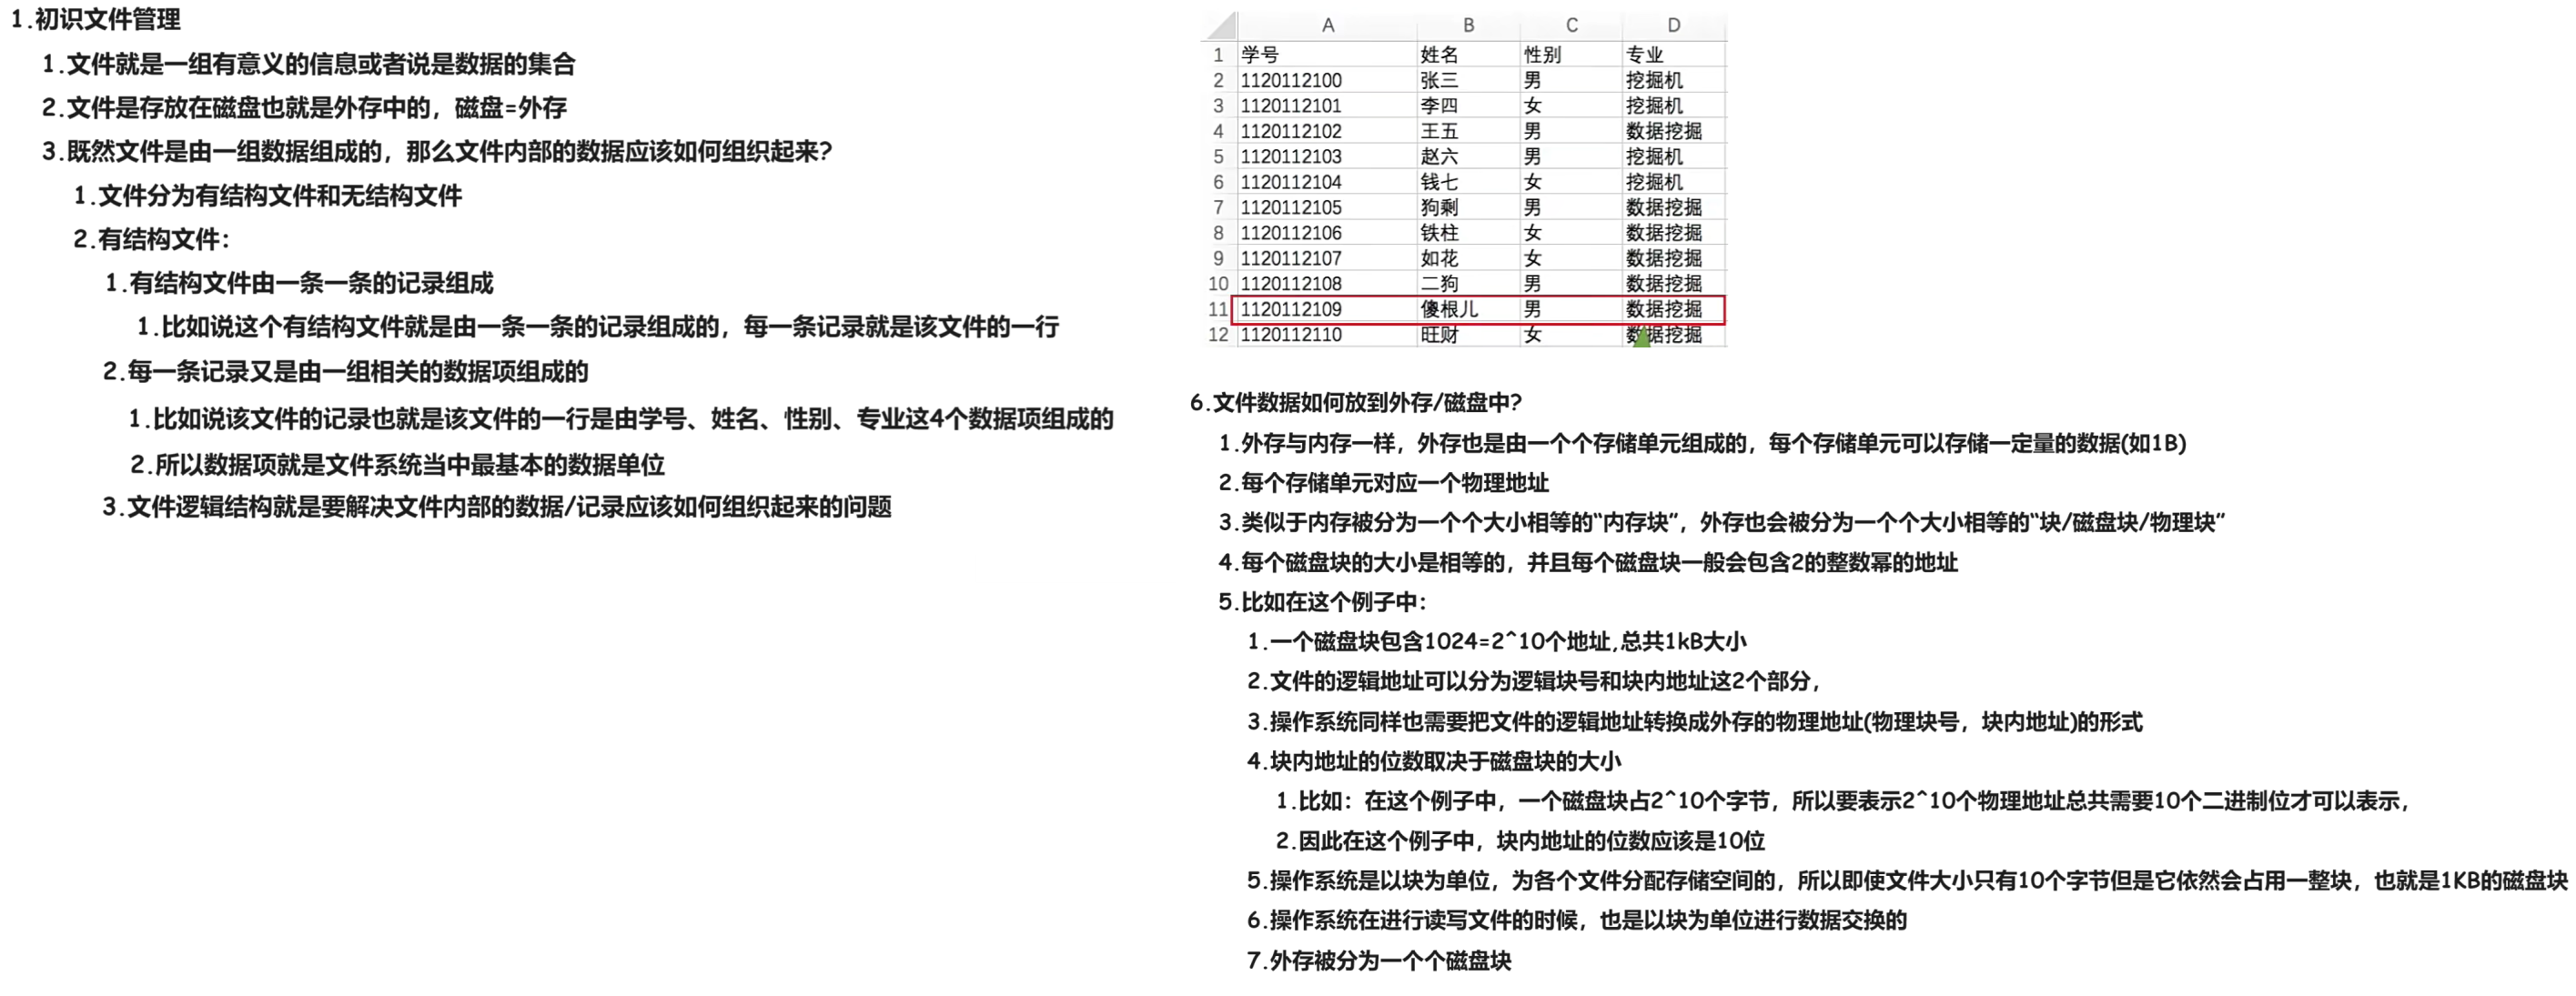 1.初识文件管理
1.文件就是一组有意义的信息或者说是数据的集合
2.文件是存放在磁盘也就是外存中的，磁盘=外存
3.既然文件是由一组数据组成的，那么文件内部的数据应该如何组织起来?
1.文件分为有结构文件和无结构文件
2.有结构文件：
1.有结构文件由一条一条的记录组成
1.比如说这个有结构文件就是由一条一条的记录组成的，每一条记录就是该文件的一行
2.每一条记录又是由一组相关的数据项组成的
1.比如说该文件的记录也就是该文件的一行是由学号、姓名、性别、专业这4个数据项组成的
2.所以数据项就是文件系统当中最基本的数据单位
3.文件逻辑结构就是要解决文件内部的数据/记录应该如何组织起来的问题
A B C D
1 学号 姓名 性别 专业
2 1120112100 张三 男 挖掘机
3 1120112101 李四 女 挖掘机
4 1120112102 王五 男 数据挖掘
5 1120112103 赵六 男 挖掘机
6 1120112104 钱七 女 挖掘机
7 1120112105 狗剩 男 数据挖掘
8 1120112106 铁柱 女 数据挖掘
9 1120112107 如花 女 数据挖掘
10 1120112108 二狗 男 数据挖掘
11 1120112109 傻根儿 男 数据挖掘
12 1120112110 旺财 女 数据挖掘
6.文件数据如何放到外存/磁盘中?
1.外存与内存一样，外存也是由一个个存储单元组成的，每个存储单元可以存储一定量的数据(如1B)
2.每个存储单元对应一个物理地址
3.类似于内存被分为一个个大小相等的“内存块”，外存也会被分为一个个大小相等的“块/磁盘块/物理块”
4.每个磁盘块的大小是相等的，并且每个磁盘块一般会包含2的整数幂的地址
5.比如在这个例子中：
1.一个磁盘块包含1024=2^10个地址,总共1kB大小
2.文件的逻辑地址可以分为逻辑块号和块内地址这2个部分，
3.操作系统同样也需要把文件的逻辑地址转换成外存的物理地址(物理块号，块内地址)的形式
4.块内地址的位数取决于磁盘块的大小
1.比如：在这个例子中，一个磁盘块占2^10个字节，所以要表示2^10个物理地址总共需要10个二进制位才可以表示，
2.因此在这个例子中，块内地址的位数应该是10位
5.操作系统是以块为单位，为各个文件分配存储空间的，所以即使文件大小只有10个字节但是它依然会占用一整块，也就是1KB的磁盘块
6.操作系统在进行读写文件的时候，也是以块为单位进行数据交换的
7.外存被分为一个个磁盘块